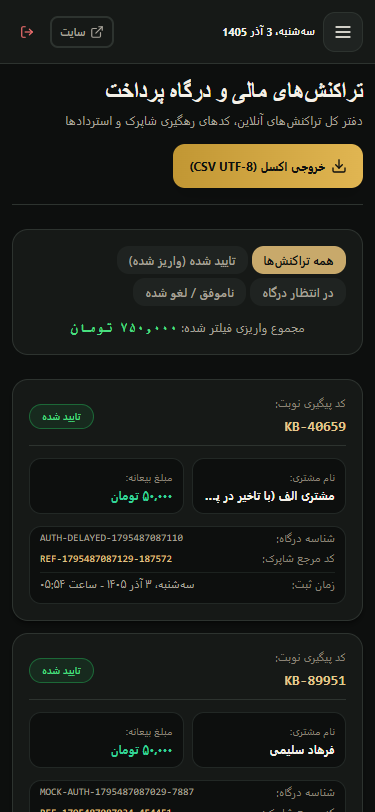 سه‌شنبه، 3 آذر 1405
سایت
تراکنش‌های مالی و درگاه پرداخت
دفتر کل تراکنش‌های آنلاین، کدهای رهگیری شاپرک و استردادها
خروجی اکسل (CSV UTF-8)
همه تراکنش‌ها
تایید شده (واریز شده)
در انتظار درگاه
ناموفق / لغو شده
مجموع واریزی فیلتر شده: ۷۵۰,۰۰۰ تومان
کد پیگیری نوبت:
KB-40659
تایید شده
نام مشتری:
مشتری الف (با تاخیر در پ...
مبلغ بیعانه:
۵۰,۰۰۰ تومان
شناسه درگاه: AUTH-DELAYED-1795487087110
کد مرجع شاپرک: REF-1795487087129-187572
زمان ثبت: سه‌شنبه، ۳ آذر ۱۴۰۵ - ساعت ۰۵:۵۴
کد پیگیری نوبت:
KB-89951
تایید شده
نام مشتری:
فرهاد سلیمی
مبلغ بیعانه:
۵۰,۰۰۰ تومان
شناسه درگاه: MOCK-AUTH-1795487087029-7887